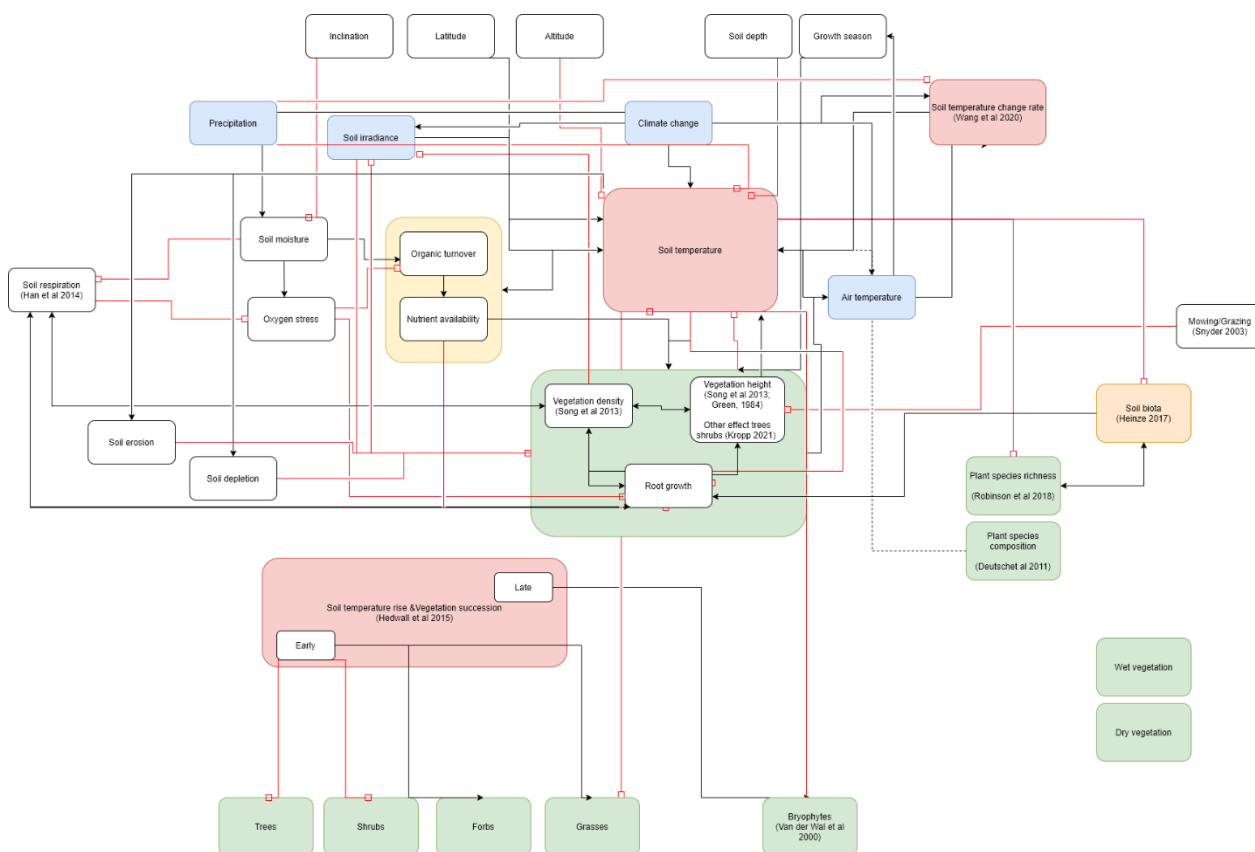 Inclination
Latitude
Altitude
Soil depth
Growth season
Precipitation
Soil irradiance
Climate change
Soil temperature change rate
(Wang et al 2020)
Soil moisture
Organic turnover
Soil temperature
Soil respiration
(Han et al 2014)
Oxygen stress
Nutrient availability
Air temperature
Mowing/Grazing
(Snyder 2003)
Vegetation density
(Song et al 2013)
Vegetation height
(Song et al 2013;
Green, 1984)
Other effect trees
shrubs (Kropp 2021)
Soil biota
(Heinze 2017)
Soil erosion
Soil depletion
Root growth
Plant species richness
(Robinson et al 2018)
Plant species
composition
(Deutschet al 2011)
Late
Soil temperature rise &Vegetation succession
(Hedwall et al 2015)
Early
Wet vegetation
Dry vegetation
Trees
Shrubs
Forbs
Grasses
Bryophytes
(Van der Wal et al
2000)